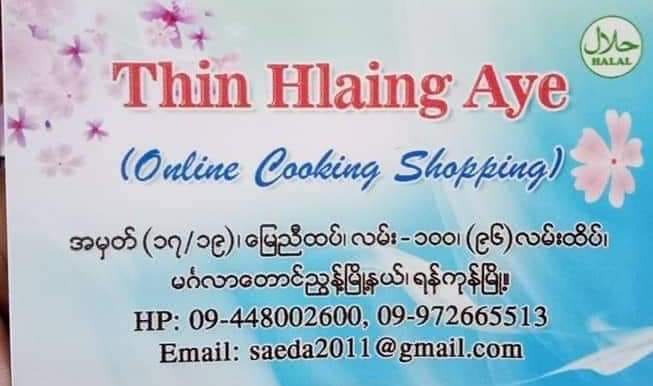 حلال
HALAL
Thin Hlaing Aye
(Online Cooking Shopping)
အမှတ် (၁၇/၁၉)၊ မြေညီထပ်၊ လမ်း - ၁၀၀၊ (၉၆) လမ်းထိပ်၊
မင်္ဂလာတောင်ညွန့်မြို့နယ်၊ ရန်ကုန်မြို့။
HP: 09-448002600, 09-972665513
Email: saeda2011@gmail.com